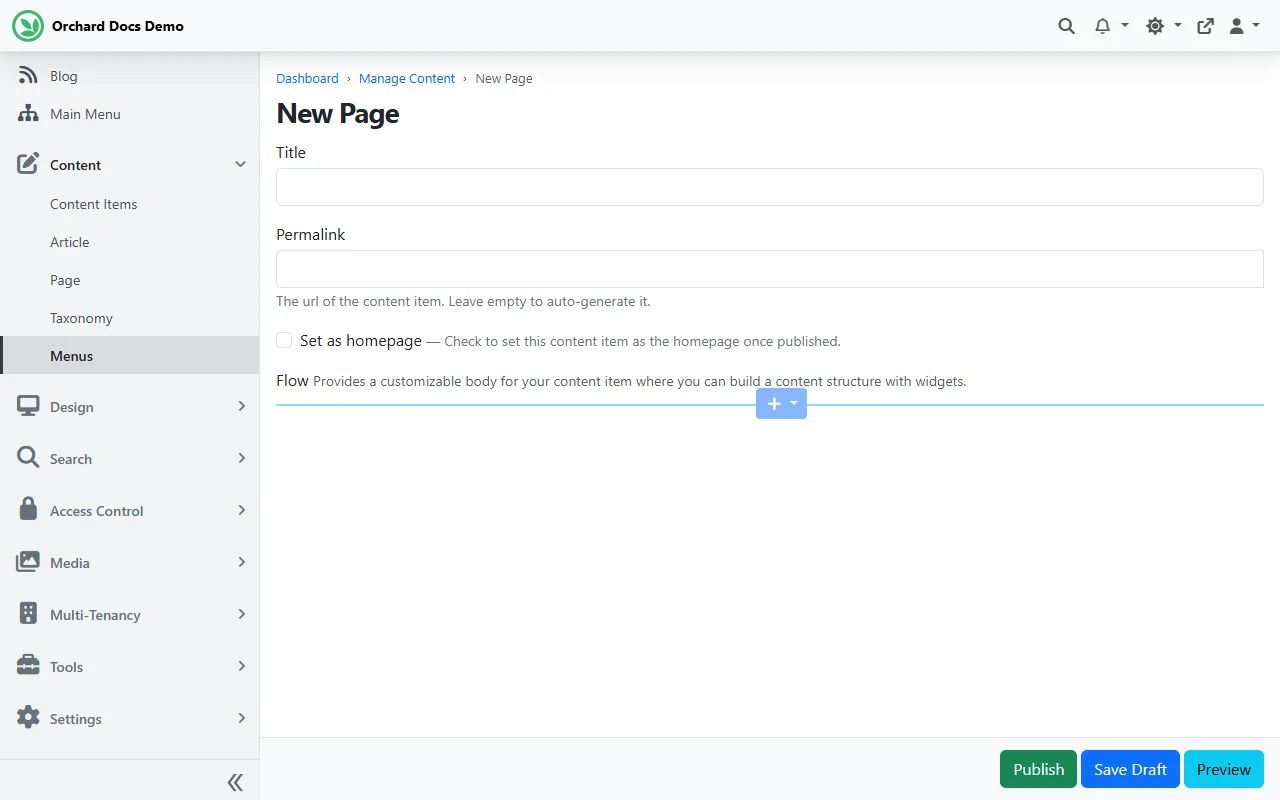 Orchard Docs Demo
Blog
Main Menu
Content
Content Items
Article
Page
Taxonomy
Menus
Design
Search
Access Control
Media
Multi-Tenancy
Tools
Settings
Dashboard › Manage Content › New Page
New Page
Title
Permalink
The url of the content item. Leave empty to auto-generate it.
Set as homepage — Check to set this content item as the homepage once published.
Flow Provides a customizable body for your content item where you can build a content structure with widgets.
Publish Save Draft Preview